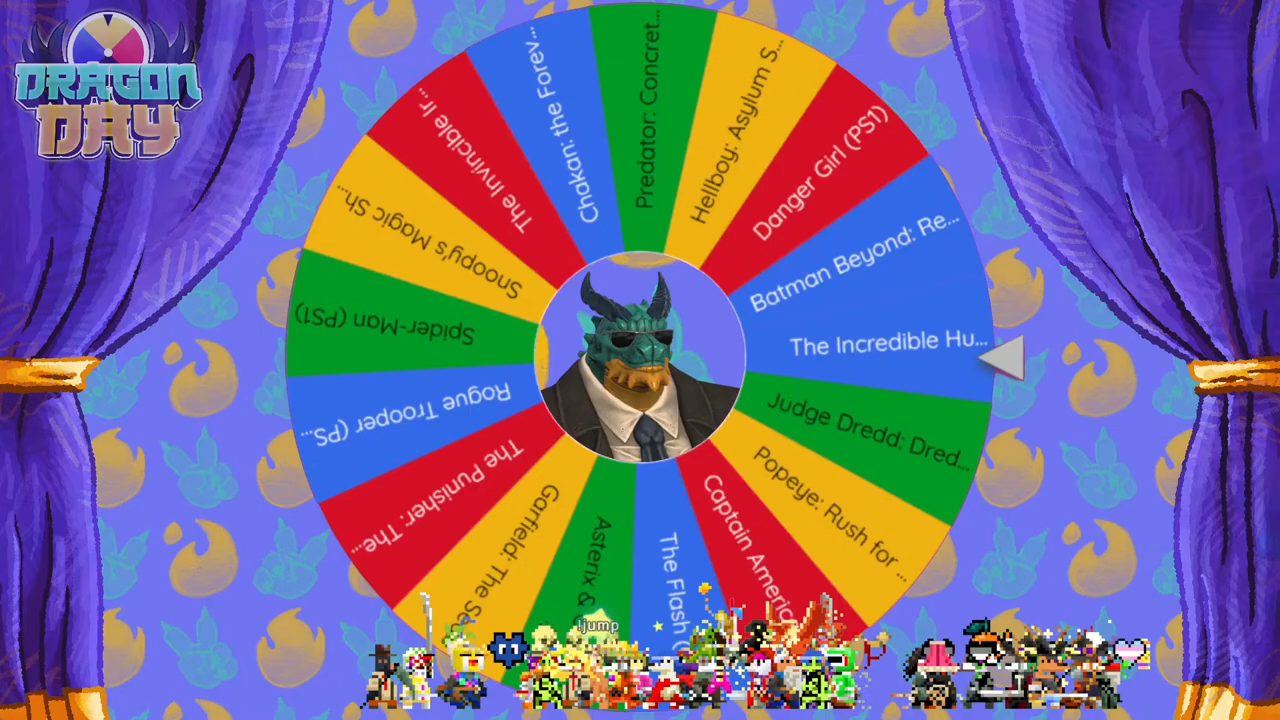 DRAGON
DAY
Predator: Concret...
Hellboy: Asylum S...
Danger Girl (PS1)
Batman Beyond: Re...
The Incredible Hu...
Judge Dredd: Dred...
Popeye: Rush for ...
Captain Americ
The Flash (
Asterix &
Garfield: The Se
The Punisher: The...
Rogue Trooper (PS...
Spider-Man (PS1)
Snoopy's Magic Sh...
The Invincible Ir...
Chakan: the Forev...
!jump